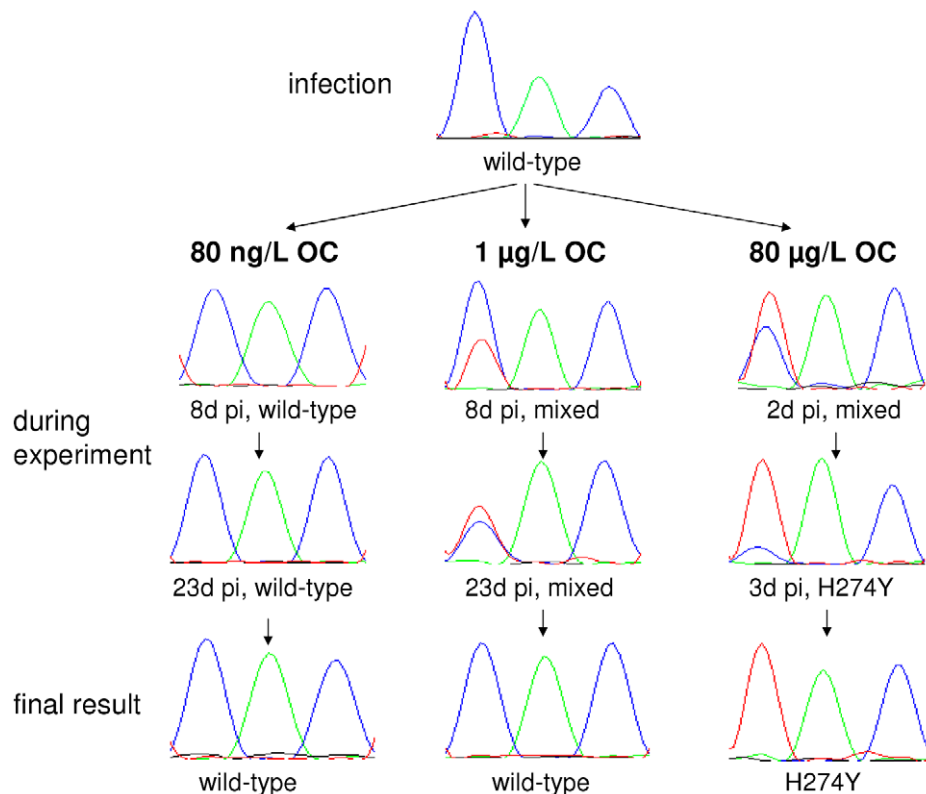 infection
wild-type
80 ng/L OC
1 µg/L OC
80 µg/L OC
8d pi, wild-type
8d pi, mixed
2d pi, mixed
during
experiment
23d pi, wild-type
23d pi, mixed
3d pi, H274Y
final result
wild-type
wild-type
H274Y